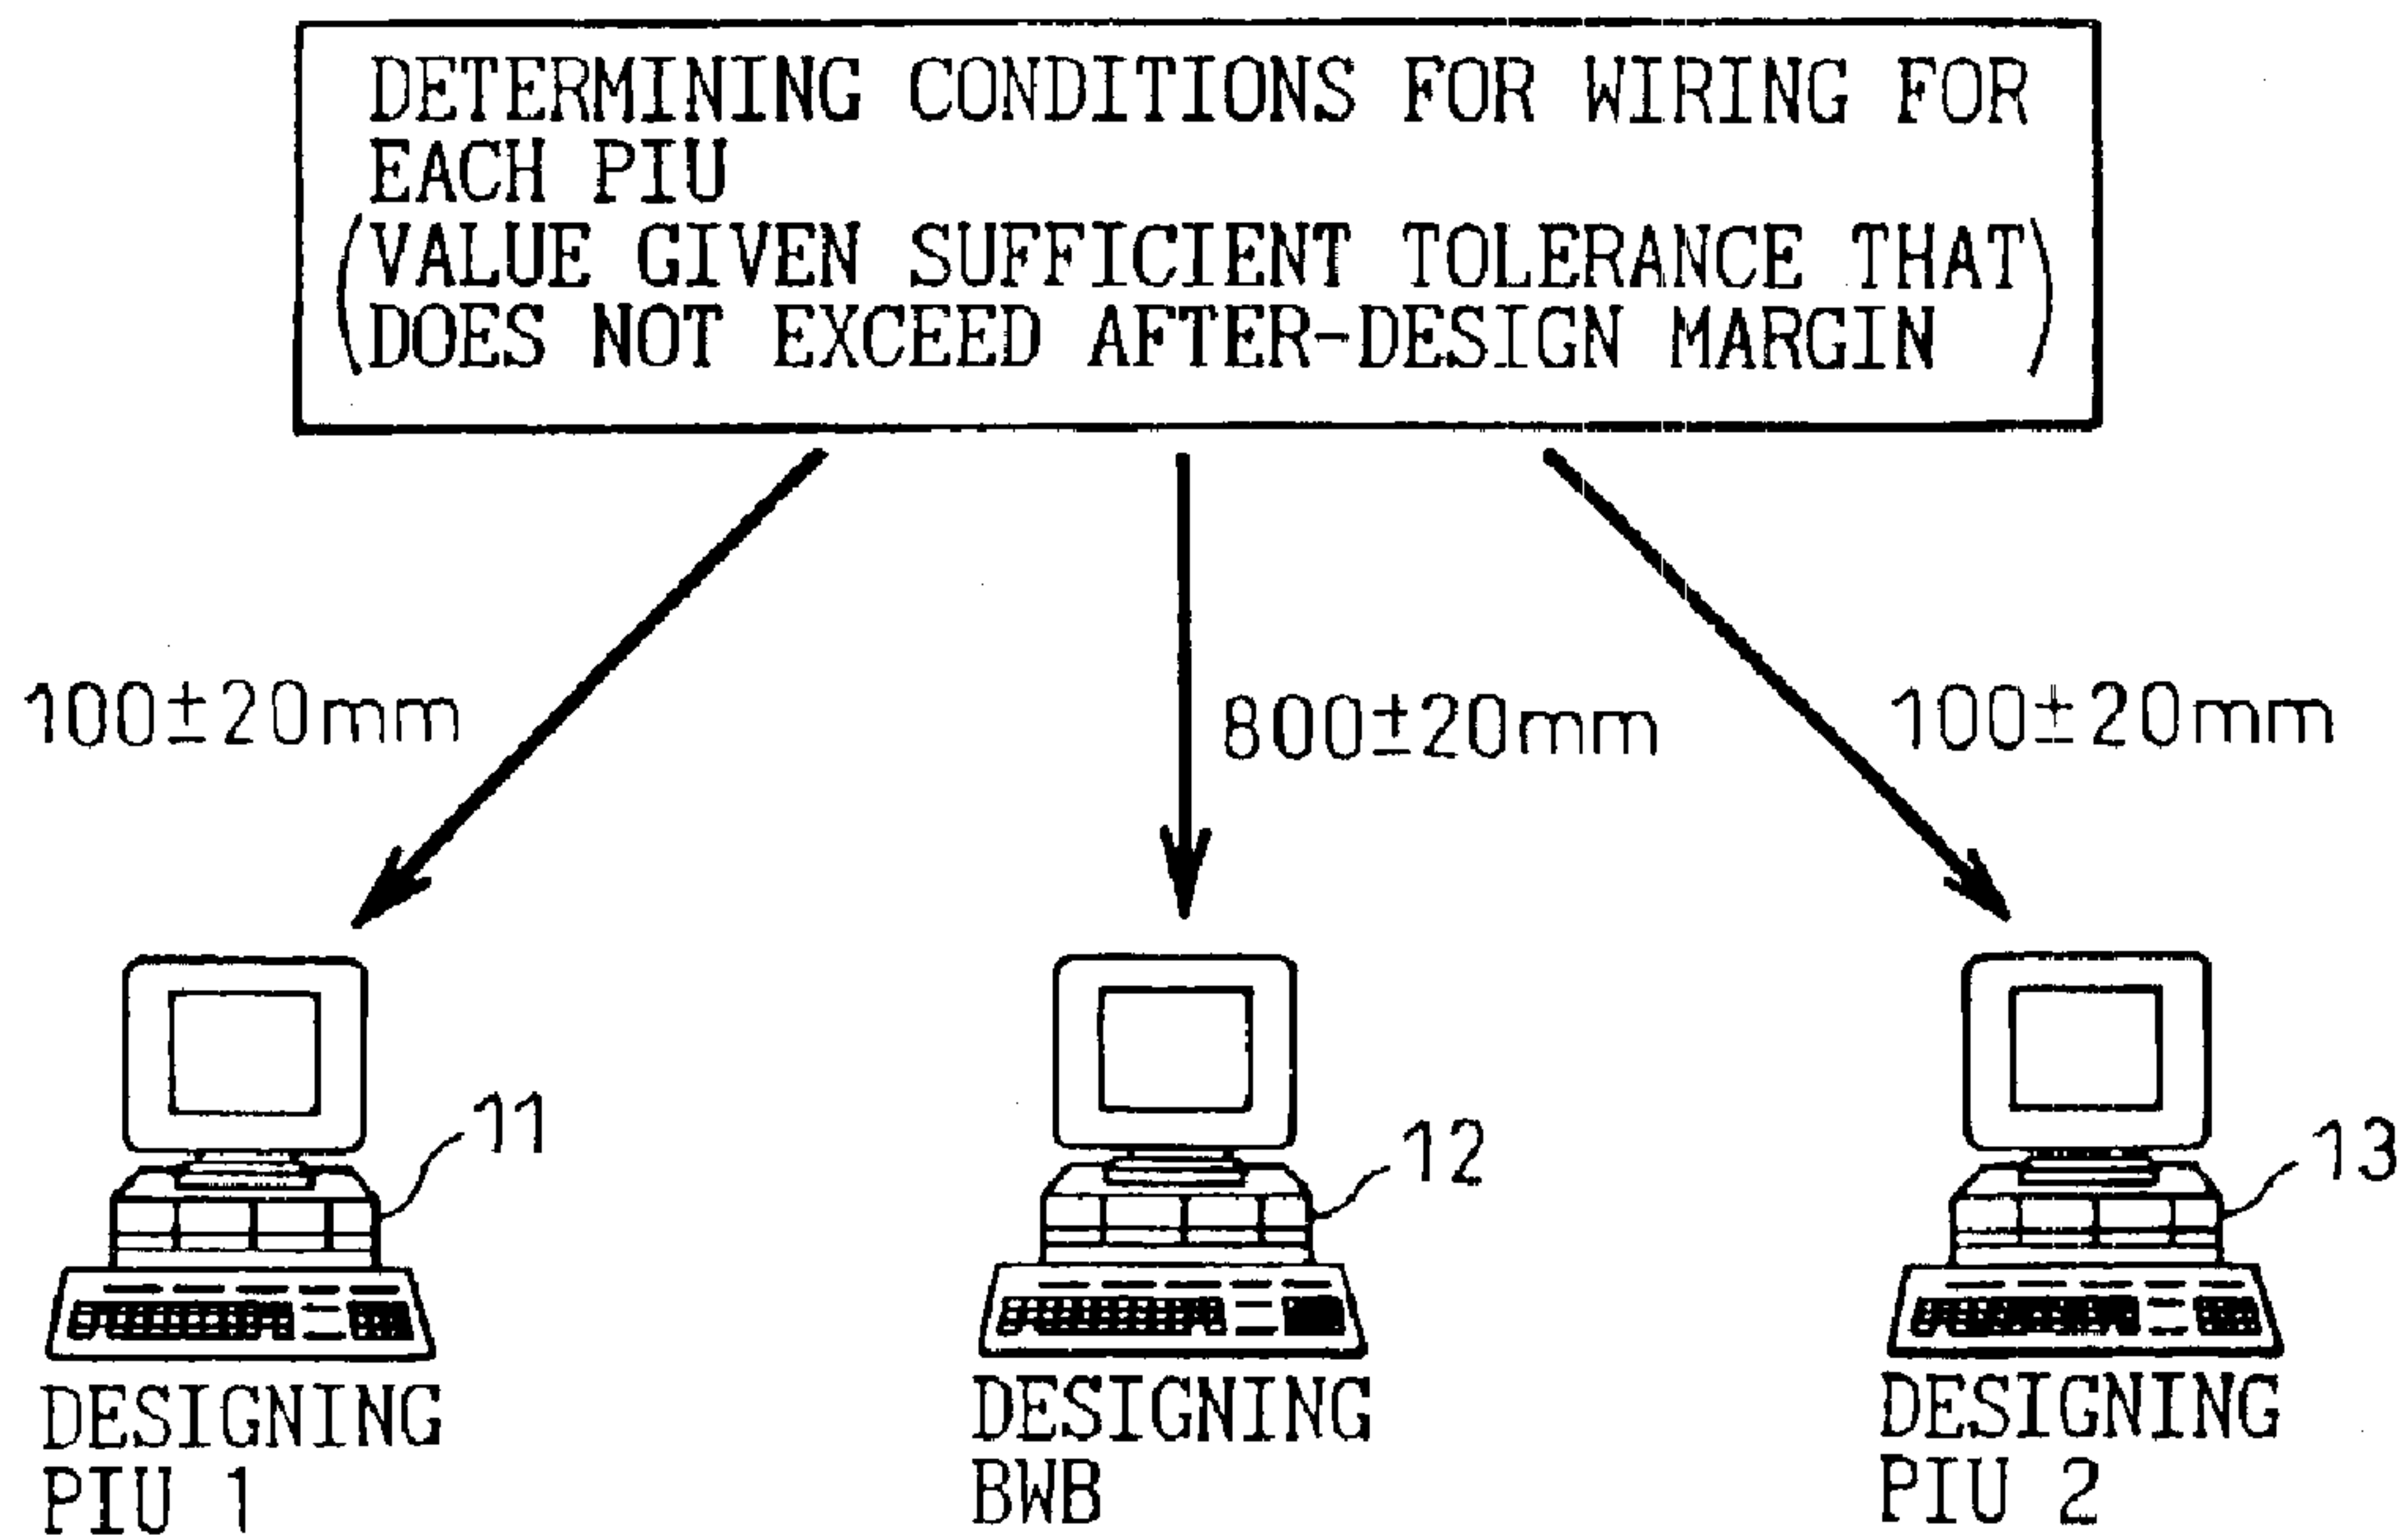 DETERMINING CONDITIONS FOR WIRING FOR
EACH PIU
(VALUE GIVEN SUFFICIENT TOLERANCE THAT
DOES NOT EXCEED AFTER-DESIGN MARGIN)
100±20mm
800±20mm
100±20mm
11
12
13
DESIGNING
PIU 1
DESIGNING
BWB
DESIGNING
PIU 2